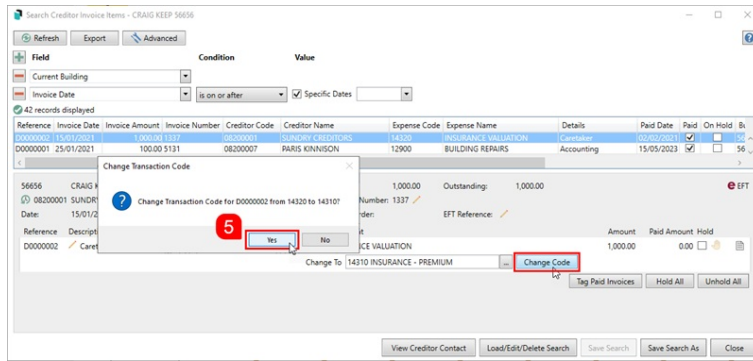 Search Creditor Invoice Items - CRAIG KEEP 56656
Refresh Export Advanced
Field Condition Value
Current Building
Invoice Date is on or after Specific Dates
42 records displayed
Reference Invoice Date Invoice Amount Invoice Number Creditor Code Creditor Name Expense Code Expense Name Details Paid Date Paid On Hold
D0000002 15/01/2021 1,000.00 1337 08200001 SUNDRY CREDITORS 14320 INSURANCE VALUATION Caretaker 02/02/2021 56
D0000001 25/01/2021 100.00 5131 08200007 PARIS KINNISON 12900 BUILDING REPAIRS Accounting 15/05/2023 56
Change Transaction Code
Change Transaction Code for D0000002 from 14320 to 14310?
5
Yes No
56656 CRAIG K 1,000.00 Outstanding: 1,000.00 e EFT
08200001 SUNDR Number: 1337
Date: 15/01/2 rder: EFT Reference:
Reference Descript Amount Paid Amount Hold
D0000002 Caret CE VALUATION 1,000.00 0.00
Change To 14310 INSURANCE - PREMIUM ... Change Code
Tag Paid Invoices Hold All Unhold All
View Creditor Contact Load/Edit/Delete Search Save Search Save Search As Close